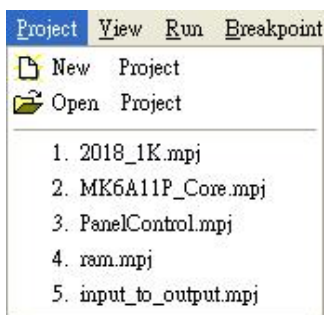 Project View Run Breakpoint
New Project
Open Project
1. 2018_1K.mpj
2. MK6A11P_Core.mpj
3. PanelControl.mpj
4. ram.mpj
5. input_to_output.mpj